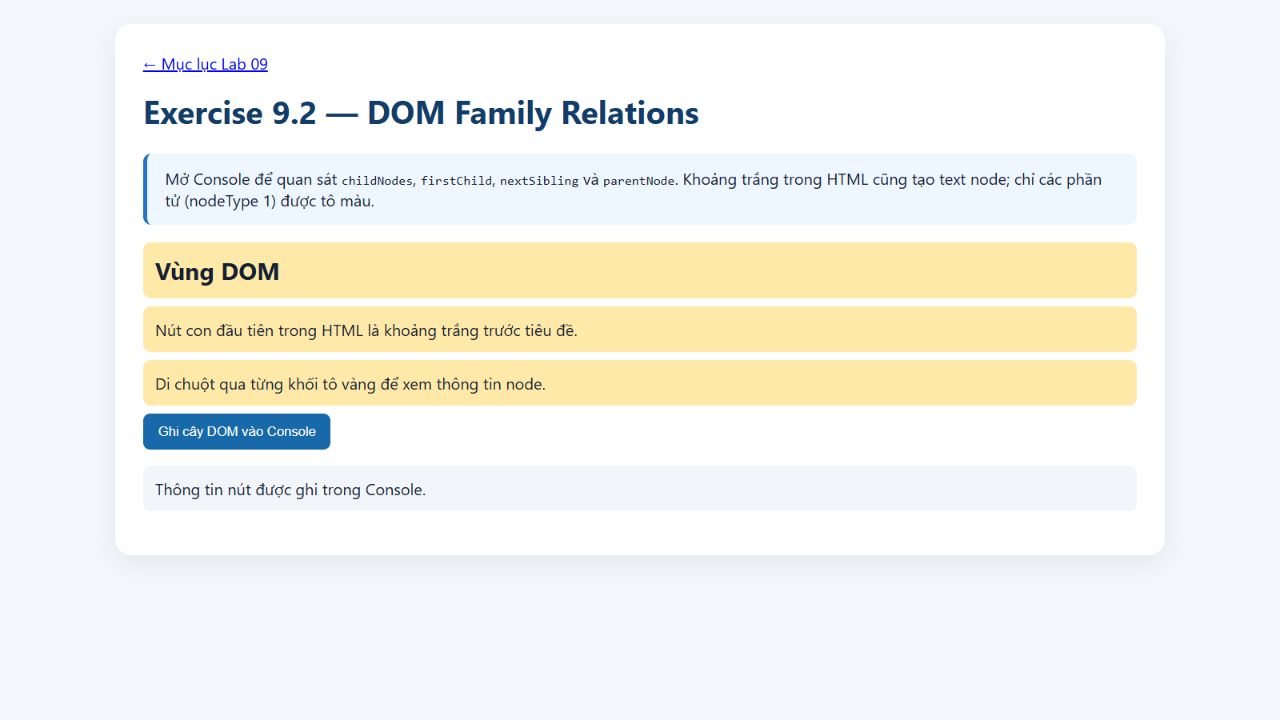 ← Mục lục Lab 09
Exercise 9.2 — DOM Family Relations
Mở Console để quan sát childNodes, firstChild, nextSibling và parentNode. Khoảng trắng trong HTML cũng tạo text node; chỉ các phần
tử (nodeType 1) được tô màu.
Vùng DOM
Nút con đầu tiên trong HTML là khoảng trắng trước tiêu đề.
Di chuột qua từng khối tô vàng để xem thông tin node.
Ghi cây DOM vào Console
Thông tin nút được ghi trong Console.